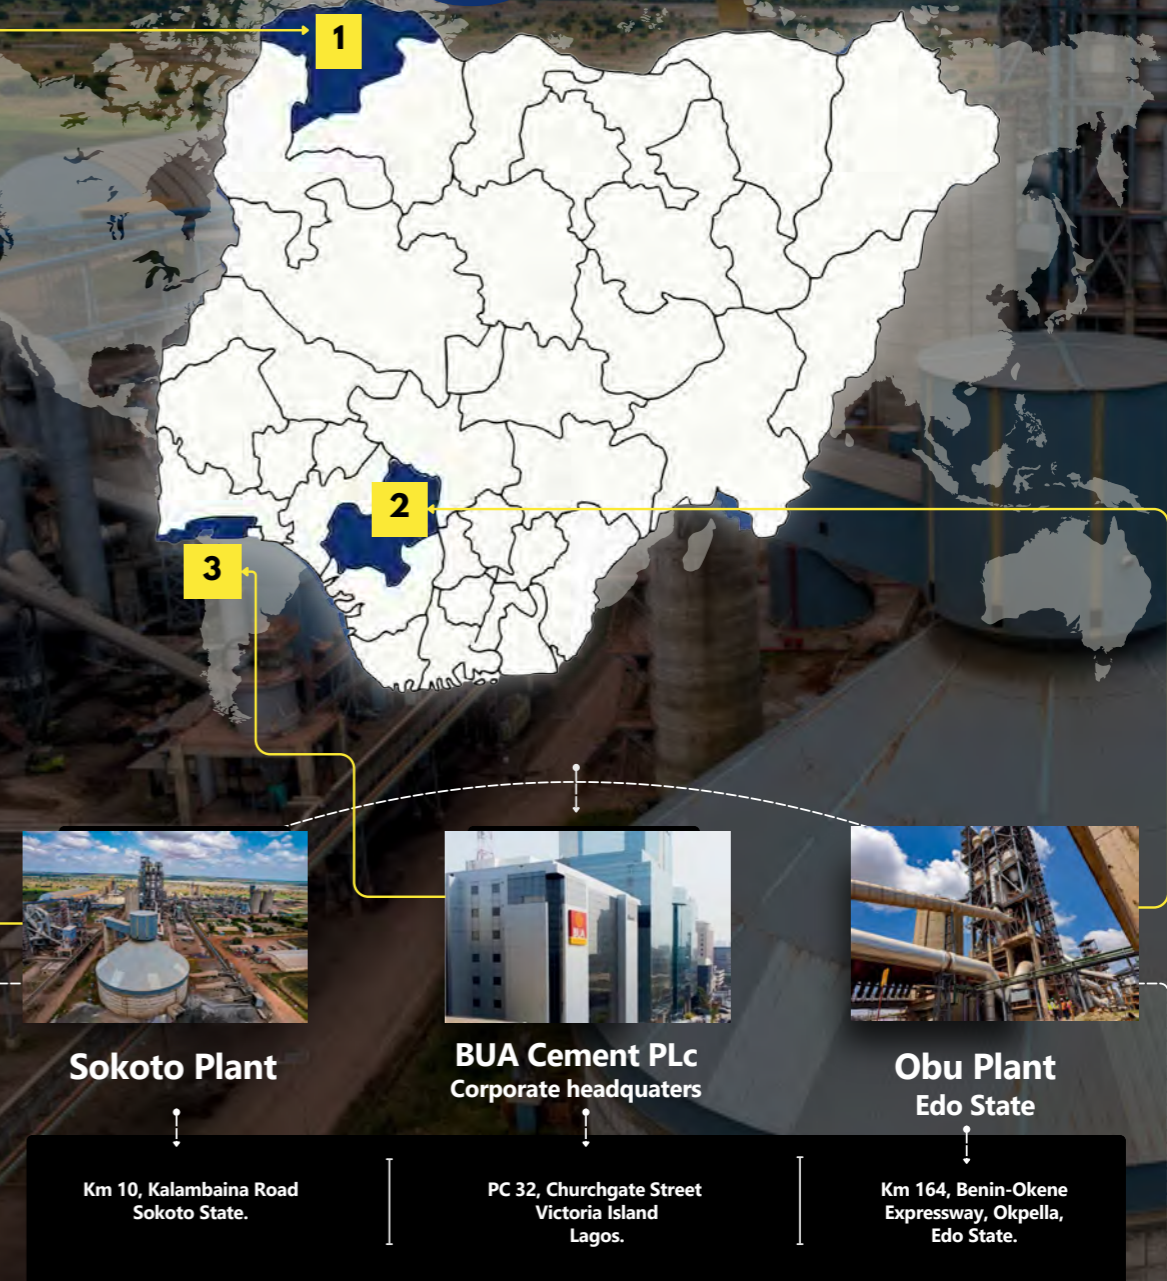 1
2
3
BUA
Sokoto Plant
BUA Cement PLc
Corporate headquaters
Obu Plant
Edo State
Km 10, Kalambaina Road
Sokoto State.
PC 32, Churchgate Street
Victoria Island
Lagos.
Km 164, Benin-Okene
Expressway, Okpella,
Edo State.